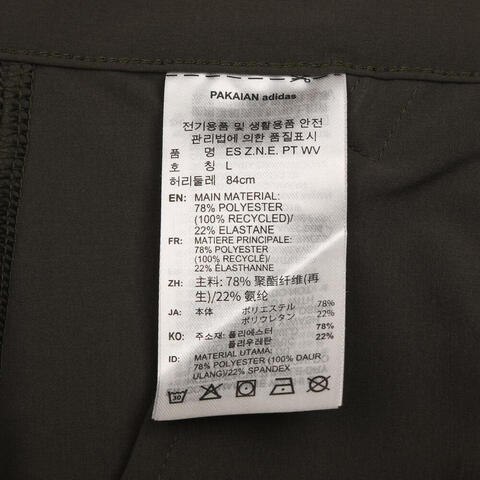 PAKAIAN adidas
전기용품 및 생활용품 안전
관리법에 의한 품질표시
품 명 ES Z.N.E. PT WV
호 칭 L
허리둘레 84cm
EN: MAIN MATERIAL:
78% POLYESTER
(100% RECYCLED)/
22% ELASTANE
FR: MATIERE PRINCIPALE:
78% POLYESTER
(100% RECYCLÉ)/
22% ÉLASTHANNE
ZH: 主料: 78% 聚酯纤维(再
生)/22% 氨纶
JA: 本体 ポリエステル 78%
ポリウレタン 22%
KO: 주소재: 폴리에스터 78%
폴리우레탄 22%
ID: MATERIAL UTAMA:
78% POLYESTER (100% DAUR
ULANG)/22% SPANDEX
30